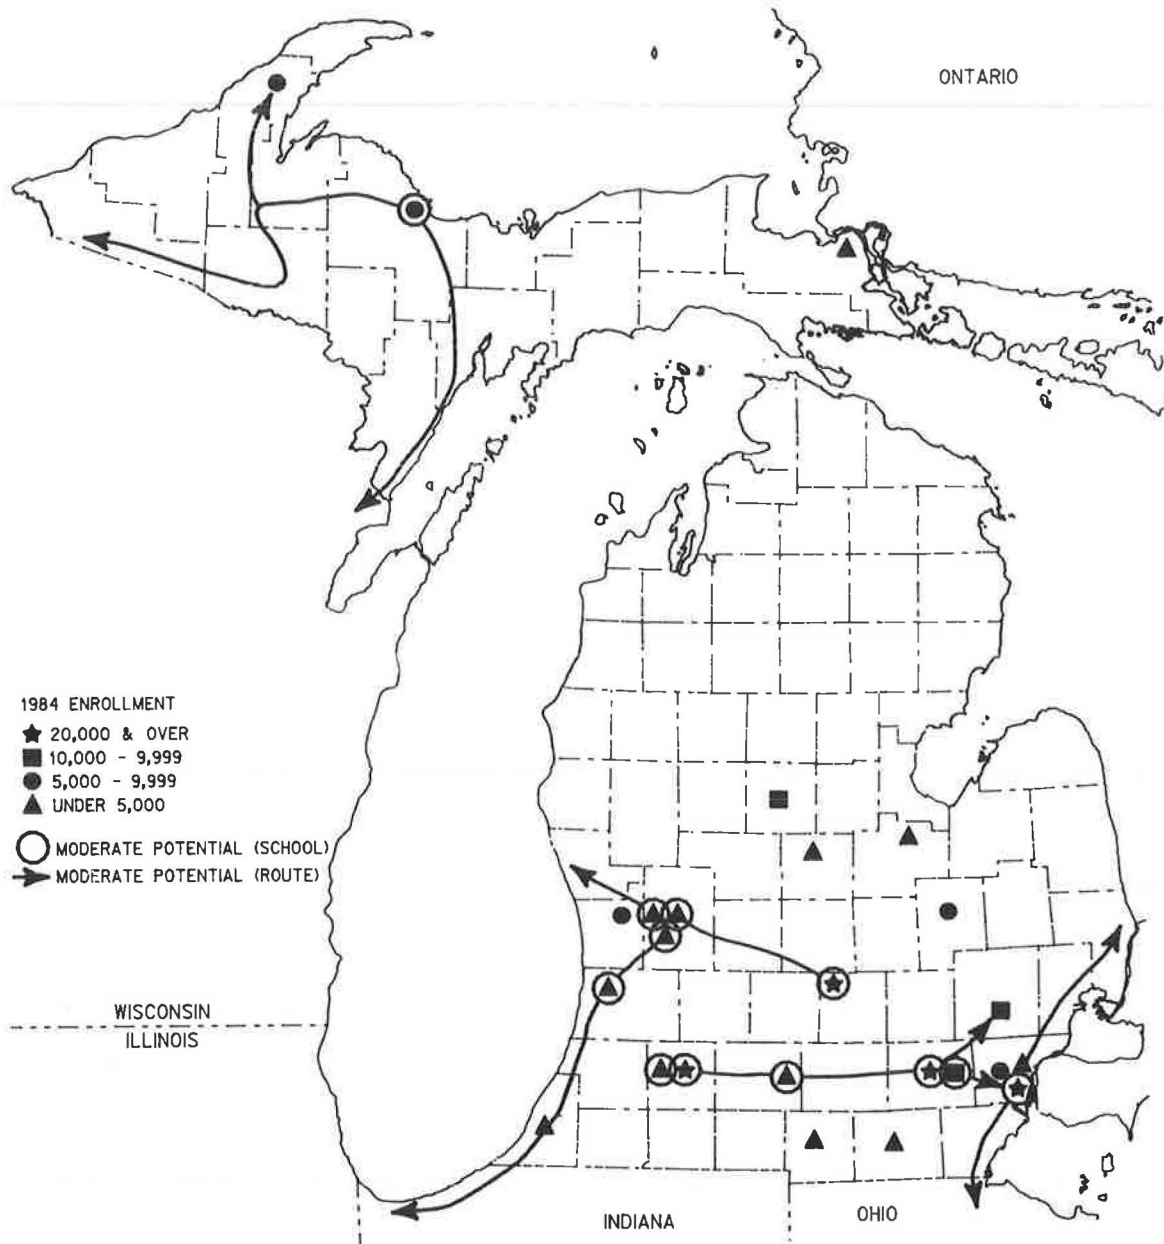 ONTARIO
1984 ENROLLMENT
20,000 & OVER
10,000 - 9,999
5,000 - 9,999
UNDER 5,000
MODERATE POTENTIAL (SCHOOL)
MODERATE POTENTIAL (ROUTE)
WISCONSIN
ILLINOIS
INDIANA
OHIO